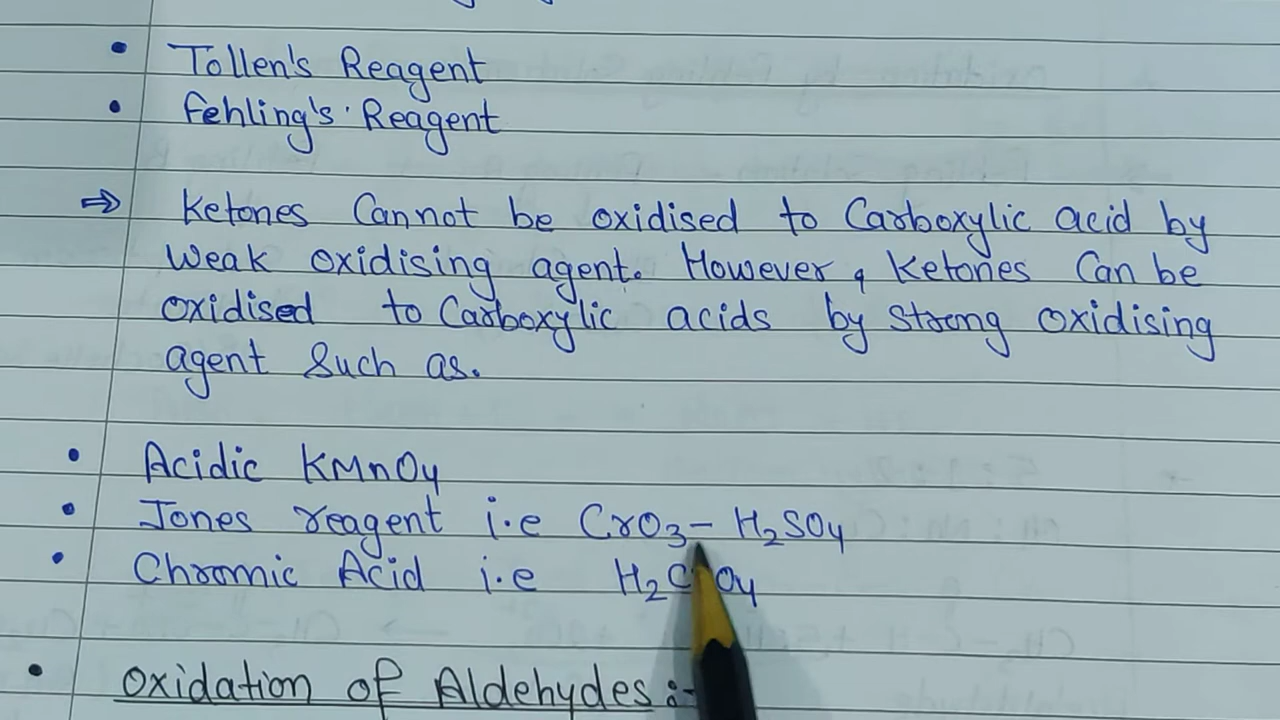 • Tollen's Reagent
• Fehling's Reagent
⇒ Ketones Cannot be oxidised to Carboxylic acid by
Weak oxidising agent. However, Ketones Can be
oxidised to Carboxylic acids by Strong oxidising
agent Such as.
• Acidic KMnO4
• Jones reagent i.e CrO3 - H2SO4
• Chromic Acid i.e
• Oxidation of Aldehydes :-